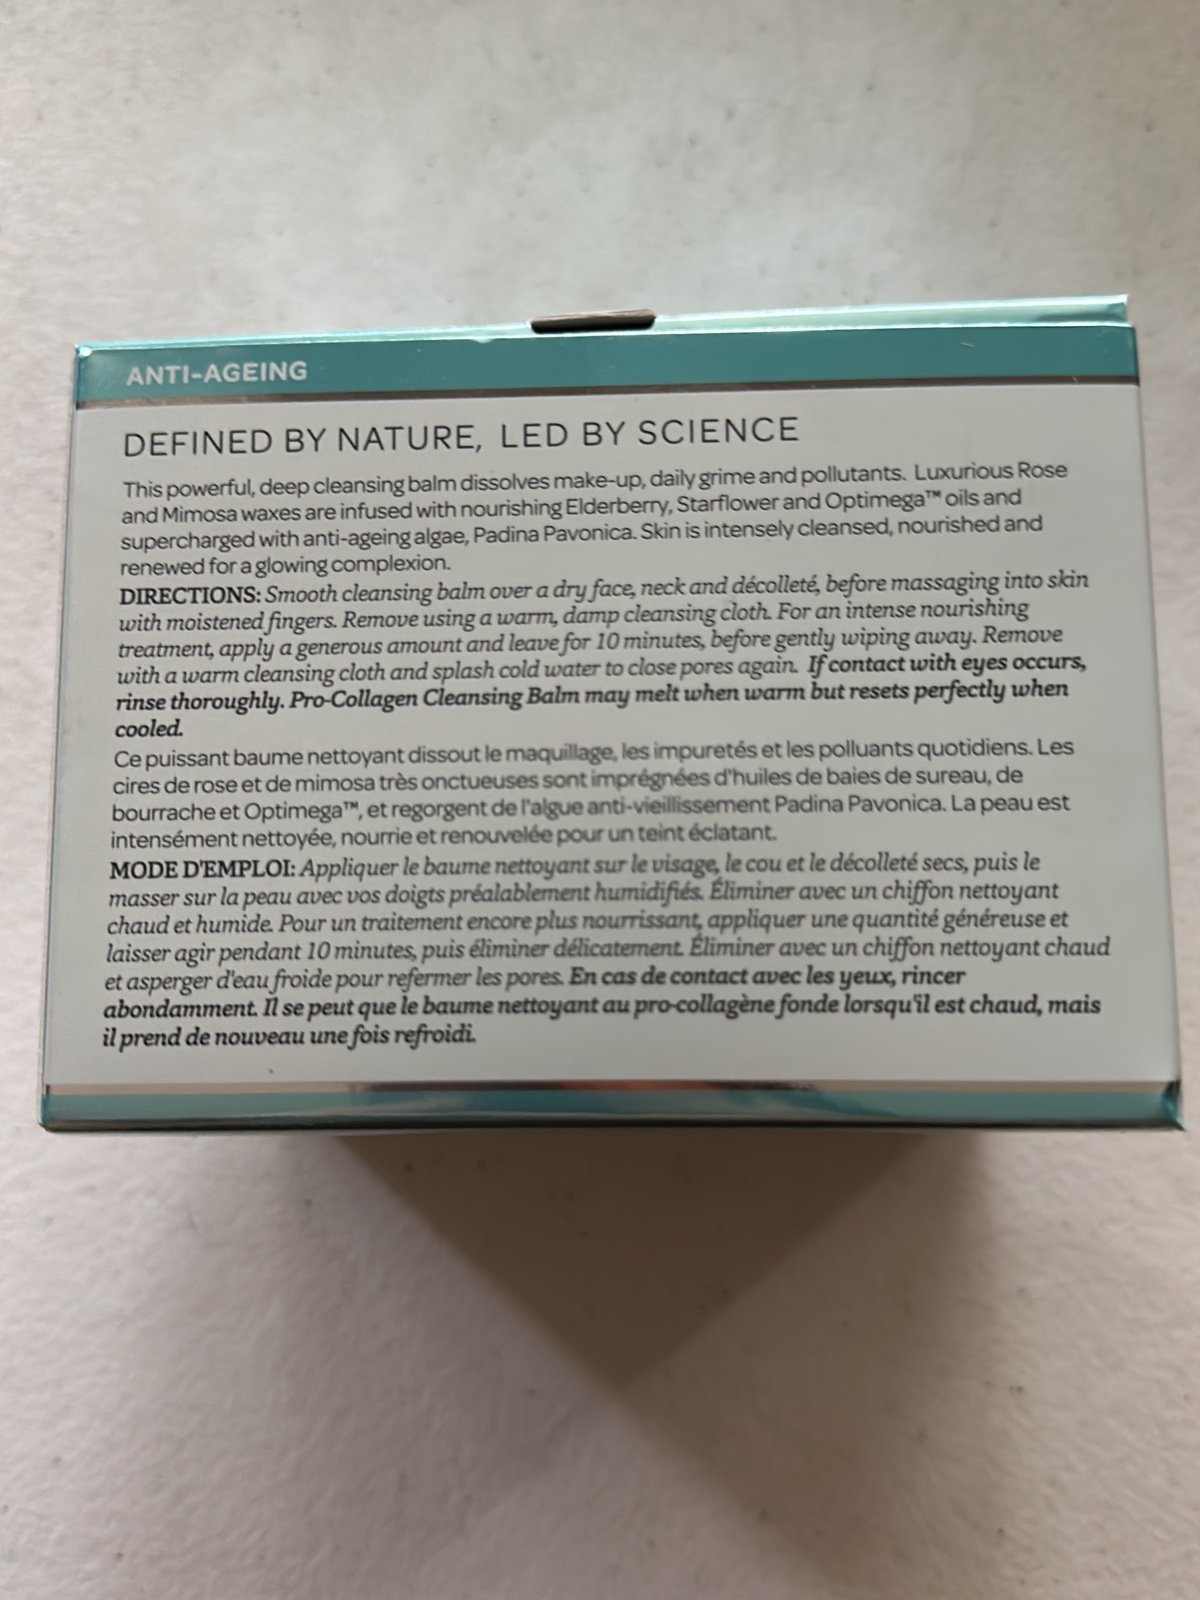 ANTI-AGEING
DEFINED BY NATURE, LED BY SCIENCE
This powerful, deep cleansing balm dissolves make-up, daily grime and pollutants. Luxurious Rose
and Mimosa waxes are infused with nourishing Elderberry, Starflower and Optimega™ oils and
supercharged with anti-ageing algae, Padina Pavonica. Skin is intensely cleansed, nourished and
renewed for a glowing complexion.
DIRECTIONS: Smooth cleansing balm over a dry face, neck and décolleté, before massaging into skin
with moistened fingers. Remove using a warm, damp cleansing cloth. For an intense nourishing
treatment, apply a generous amount and leave for 10 minutes, before gently wiping away. Remove
with a warm cleansing cloth and splash cold water to close pores again. If contact with eyes occurs,
rinse thoroughly. Pro-Collagen Cleansing Balm may melt when warm but resets perfectly when
cooled.
Ce puissant baume nettoyant dissout le maquillage, les impuretés et les polluants quotidiens. Les
cires de rose et de mimosa très onctueuses sont imprégnées d'huiles de baies de sureau, de
bourrache et Optimega™, et regorgent de l'algue anti-vieillissement Padina Pavonica. La peau est
intensément nettoyée, nourrie et renouvelée pour un teint éclatant.
MODE D'EMPLOI: Appliquer le baume nettoyant sur le visage, le cou et le décolleté secs, puis le
masser sur la peau avec vos doigts préalablement humidifiés. Éliminer avec un chiffon nettoyant
chaud et humide. Pour un traitement encore plus nourrissant, appliquer une quantité généreuse et
laisser agir pendant 10 minutes, puis éliminer délicatement. Éliminer avec un chiffon nettoyant chaud
et asperger d'eau froide pour refermer les pores. En cas de contact avec les yeux, rincer
abondamment. Il se peut que le baume nettoyant au pro-collagène fonde lorsqu'il est chaud, mais
il prend de nouveau une fois refroidi.